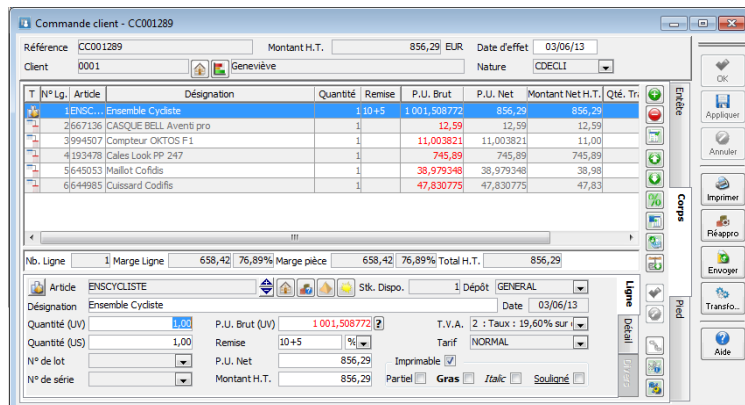 Commande client - CC001289
Référence CC001289 Montant H.T. 856,29 EUR Date d'effet 03/06/13
Client 0001 Geneviève Nature CDECLI
T N° Lg. Article Désignation Quantité Remise P.U. Brut P.U. Net Montant Net H.T. Qté. Tra
1 ENSC... Ensemble Cycliste 1 10+5 1 001,508772 856,29 856,29
2 667136 CASQUE BELL Aventi pro 1 12,59 12,59 12,59
3 994507 Compteur OKTOS F1 1 11,003821 11,003821 11,00
4 193478 Cales Look PP 247 1 745,89 745,89 745,89
5 645053 Maillot Cofidis 1 38,979348 38,979348 38,98
6 644985 Cuissard Codifis 1 47,830775 47,830775 47,83
Nb. Ligne 1 Marge Ligne 658,42 76,89% Marge pièce 658,42 76,89% Total H.T. 856,29
Article ENSCYCLISTE Stk. Dispo. 1 Dépôt GENERAL
Désignation Ensemble Cycliste Date 03/06/13
Quantité (UV) 1,00 P.U. Brut (UV) 1 001,508772 ? T.V.A. 2 : Taux : 19,60% sur
Quantité (US) 1,00 Remise 10+5 % Tarif NORMAL
N° de lot P.U. Net 856,29 Imprimable
N° de série Montant H.T. 856,29 Partiel Gras Italic Souligné
Ligne
Détail
Divers
Entête
Corps
Pied
OK
Appliquer
Annuler
Imprimer
Réappro
Envoyer
Transfo...
Aide